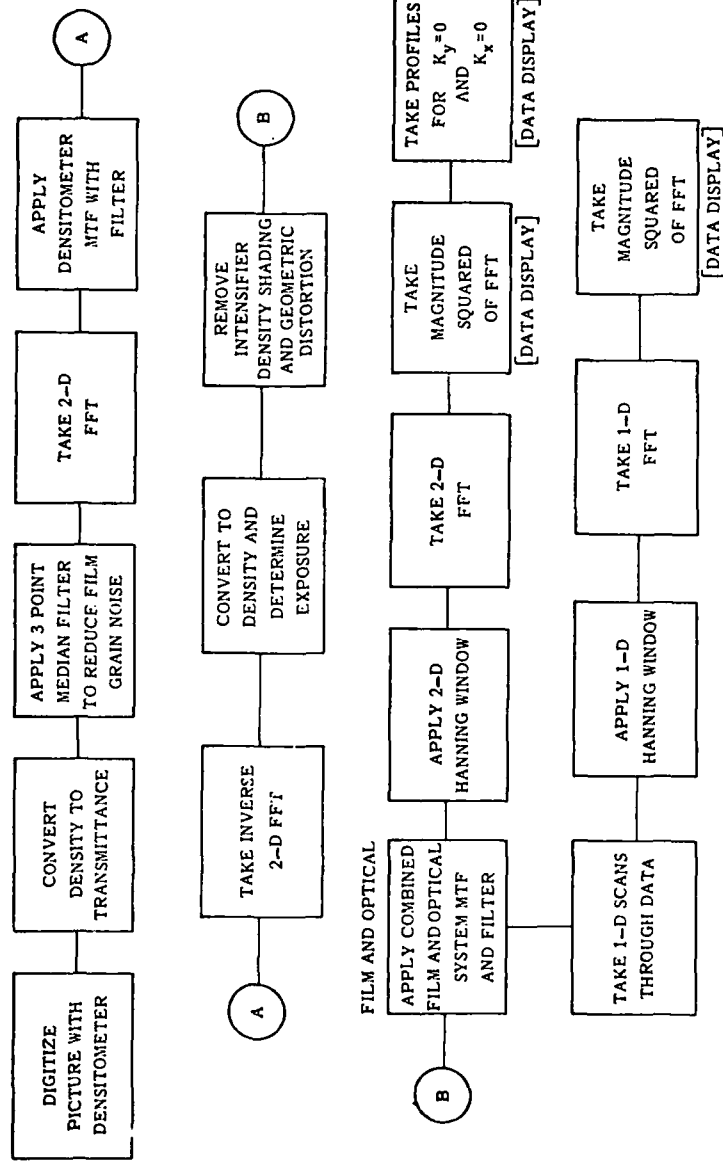 DIGITIZE
PICTURE WITH
DENSITOMETER
CONVERT
DENSITY TO
TRANSMITTANCE
APPLY 3 POINT
MEDIAN FILTER
TO REDUCE FILM
GRAIN NOISE
TAKE 2-D
FFT
APPLY
DENSITOMETER
MTF WITH
FILTER
A
A
TAKE INVERSE
2-D FFT
CONVERT TO
DENSITY AND
DETERMINE
EXPOSURE
REMOVE
INTENSIFIER
DENSITY SHADING
AND GEOMETRIC
DISTORTION
B
B
FILM AND OPTICAL
APPLY COMBINED
FILM AND OPTICAL
SYSTEM MTF
AND FILTER
APPLY 2-D
HANNING WINDOW
TAKE 2-D
FFT
TAKE
MAGNITUDE
SQUARED
OF FFT
[DATA DISPLAY]
TAKE PROFILES
FOR K_y=0
AND
K_x=0
[DATA DISPLAY]
TAKE 1-D SCANS
THROUGH DATA
APPLY 1-D
HANNING WINDOW
TAKE 1-D
FFT
TAKE
MAGNITUDE
SQUARED
OF FFT
[DATA DISPLAY]